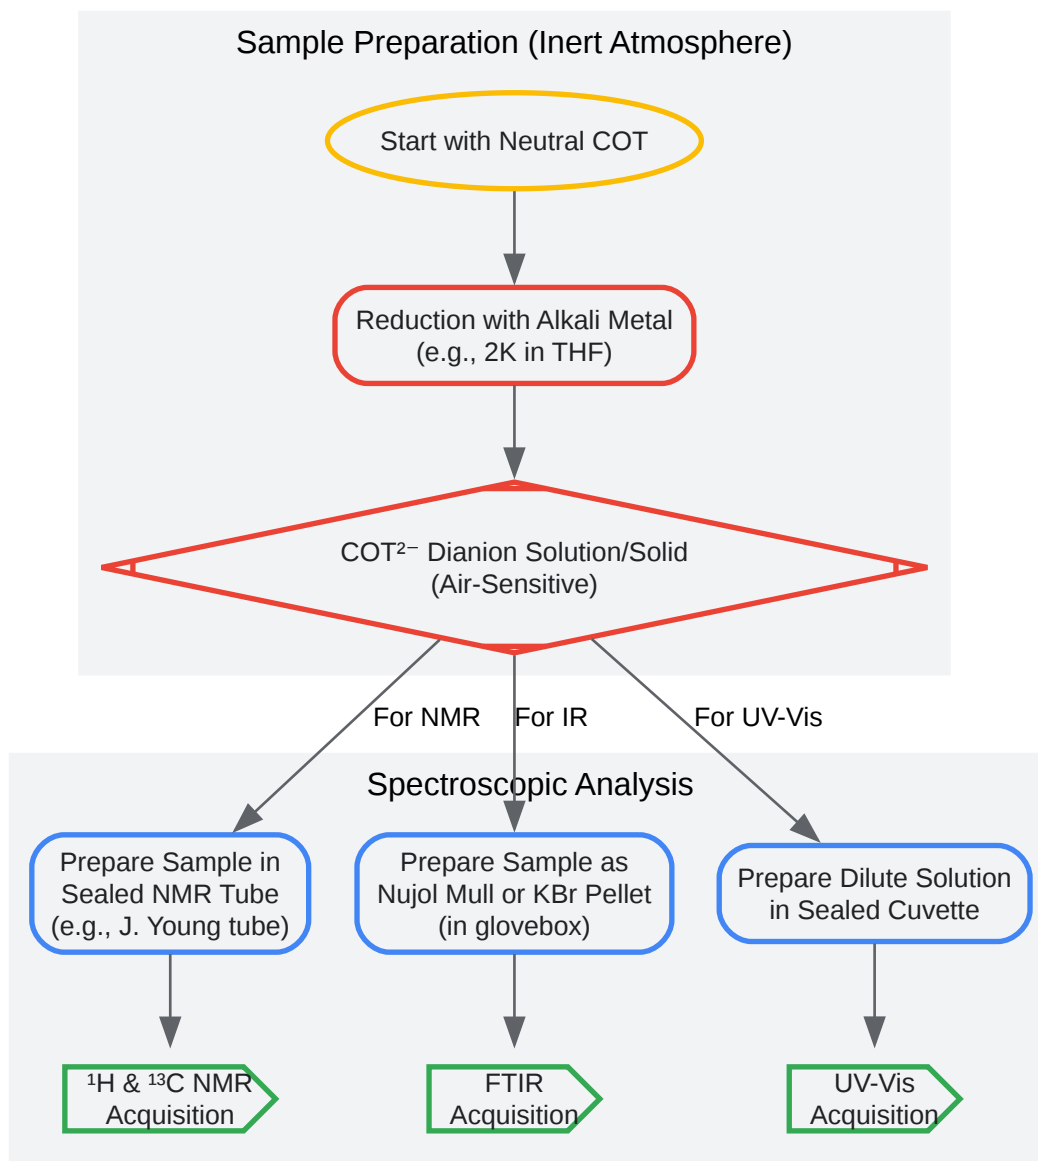 Sample Preparation (Inert Atmosphere)
Start with Neutral COT
Reduction with Alkali Metal
(e.g., 2K in THF)
COT²⁻ Dianion Solution/Solid
(Air-Sensitive)
For NMR
For IR
For UV-Vis
Spectroscopic Analysis
Prepare Sample in
Sealed NMR Tube
(e.g., J. Young tube)
Prepare Sample as
Nujol Mull or KBr Pellet
(in glovebox)
Prepare Dilute Solution
in Sealed Cuvette
¹H & ¹³C NMR
Acquisition
FTIR
Acquisition
UV-Vis
Acquisition